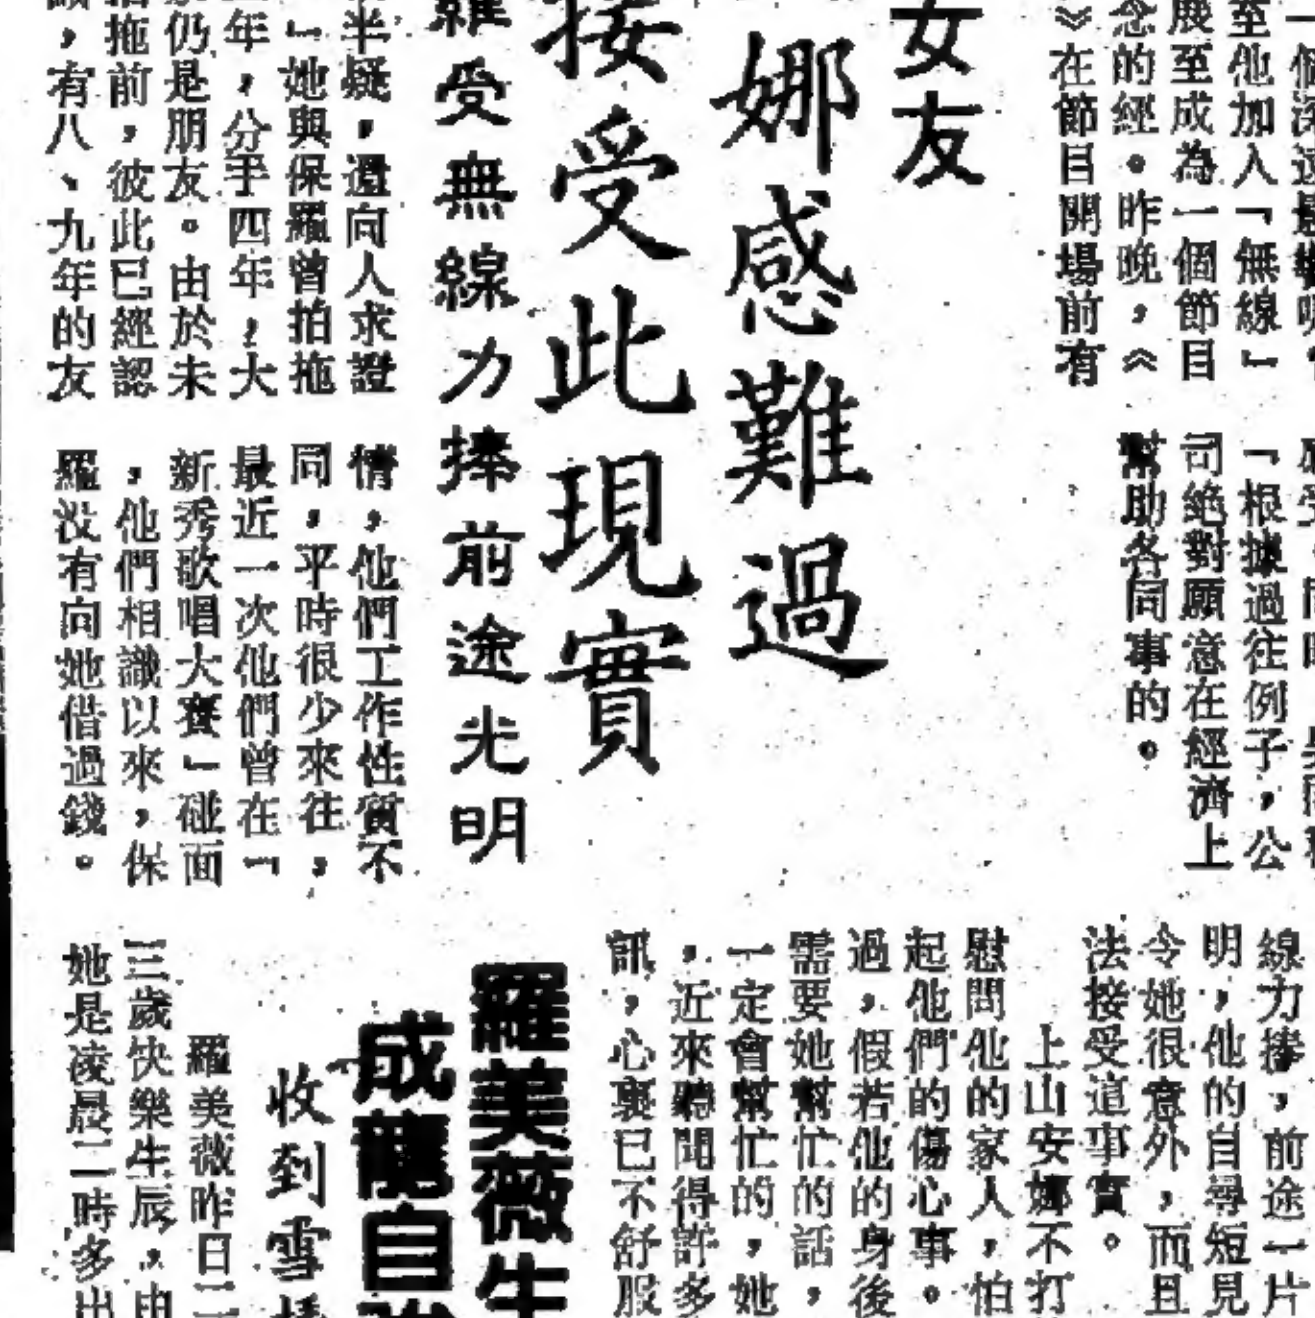 至他加入「無線」
展至成為一個節目
念的經。昨晚，《
》在節目開場前有
「根據過往例子，公
司絕對願意在經濟上
幫助各同事的。
女友
娜感難過
接受此現實
羅受無線力捧前途光明
半疑，還向人求證
」她與保羅曾拍拖
年，分手四年，大
仍是朋友。由於未
拖前，彼此已經認
，有八、九年的友
情，他們工作性質不
同，平時很少來往，
最近一次他們曾在「
新秀歌唱大賽」碰面
，他們相識以來，保
羅沒有向她借過錢。
線力捧，前途一片
明，他的自尋短見
令她很意外，而且
法接受這事實。
上山安娜不打
慰問他的家人，怕
起他們的傷心事。
過，假若他的身後
需要她幫忙的話，
一定會幫忙的，她
，近來聽聞得許多
訊，心裏已不舒服
羅美薇生
成龍自
收到雪
羅美薇昨日二
三歲快樂生辰，由
她是凌晨二時多出